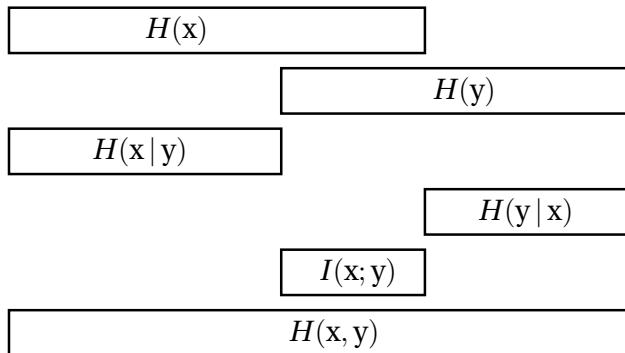 H(x)
H(y)
H(x | y)
H(y | x)
I(x; y)
H(x, y)